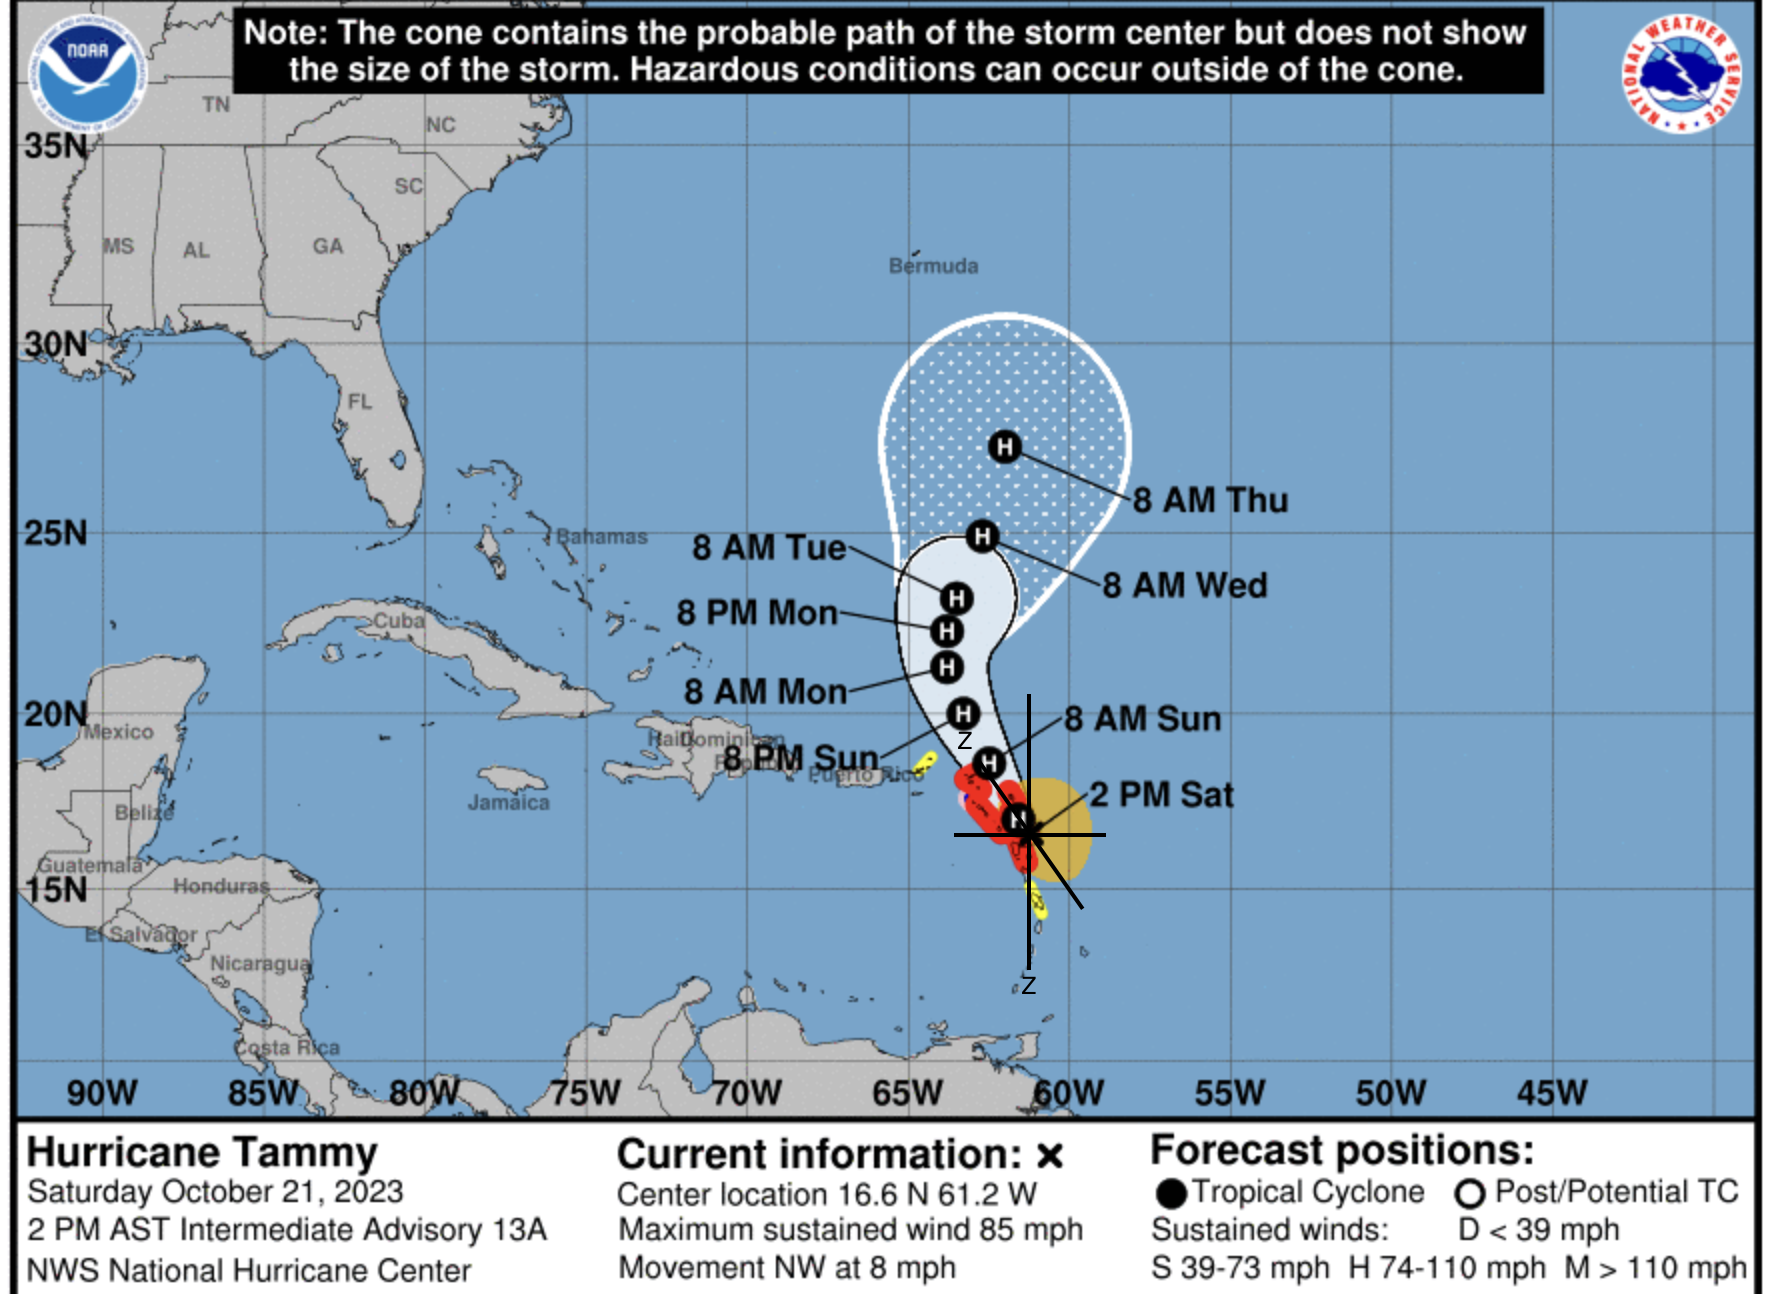 Note: The cone contains the probable path of the storm center but does not show
the size of the storm. Hazardous conditions can occur outside of the cone.
NOAA
NATIONAL WEATHER SERVICE
TN
NC
35N
SC
MS
AL
GA
Bermuda
30N
FL
H
8 AM Thu
25N
Bahamas
H
8 AM Tue
8 AM Wed
H
8 PM Mon
H
Cuba
H
8 AM Mon
20N
H
8 AM Sun
Mexico
Z
8 PM Sun
H
Puerto Rico
Jamaica
2 PM Sat
Belize
H
Guatemala
15N
Honduras
El Salvador
Nicaragua
Z
Costa Rica
90W 85W 80W 75W 70W 65W 60W 55W 50W 45W
Hurricane Tammy
Saturday October 21, 2023
2 PM AST Intermediate Advisory 13A
NWS National Hurricane Center
Current information: ×
Center location 16.6 N 61.2 W
Maximum sustained wind 85 mph
Movement NW at 8 mph
Forecast positions:
● Tropical Cyclone ○ Post/Potential TC
Sustained winds: D < 39 mph
S 39-73 mph H 74-110 mph M > 110 mph